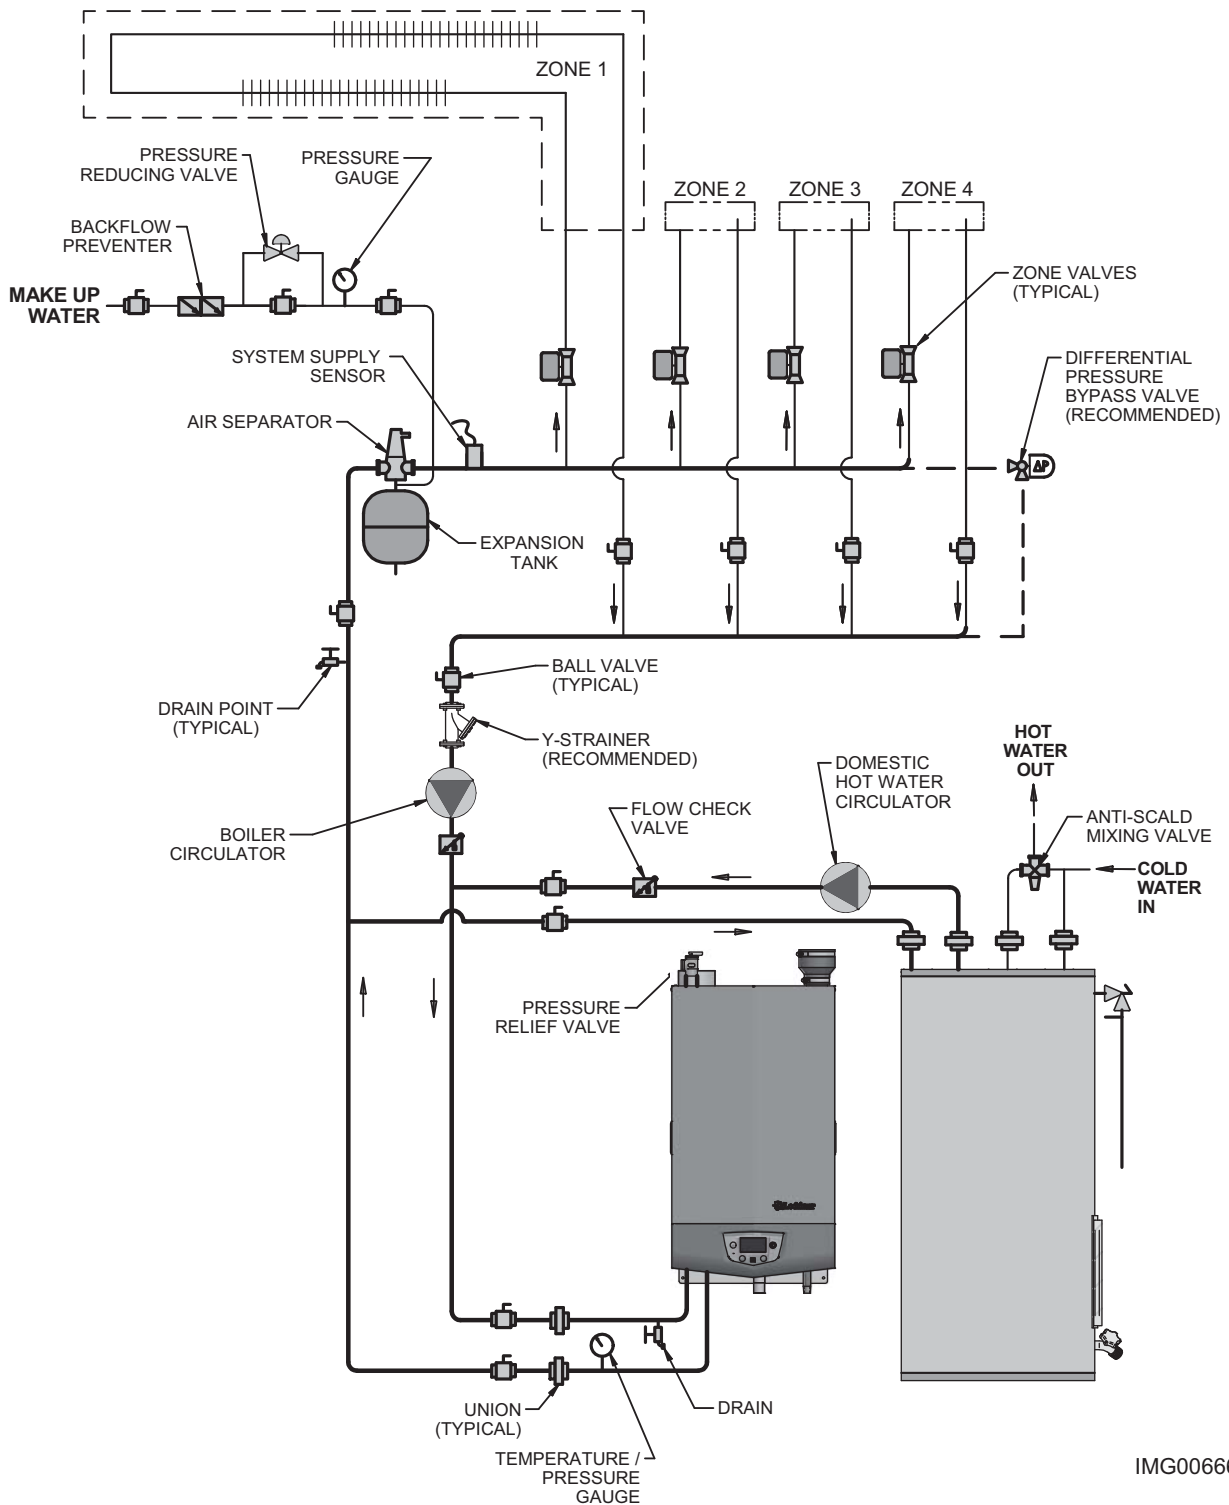 ZONE 1
PRESSURE
REDUCING VALVE
PRESSURE
GAUGE
ZONE 2
ZONE 3
ZONE 4
BACKFLOW
PREVENTER
MAKE UP
WATER
ZONE VALVES
(TYPICAL)
SYSTEM SUPPLY
SENSOR
DIFFERENTIAL
PRESSURE
BYPASS VALVE
(RECOMMENDED)
AIR SEPARATOR
ΔP
EXPANSION
TANK
BALL VALVE
(TYPICAL)
DRAIN POINT
(TYPICAL)
Y-STRAINER
(RECOMMENDED)
HOT
WATER
OUT
DOMESTIC
HOT WATER
CIRCULATOR
FLOW CHECK
VALVE
ANTI-SCALD
MIXING VALVE
BOILER
CIRCULATOR
COLD
WATER
IN
PRESSURE
RELIEF VALVE
UNION
(TYPICAL)
DRAIN
TEMPERATURE /
PRESSURE
GAUGE